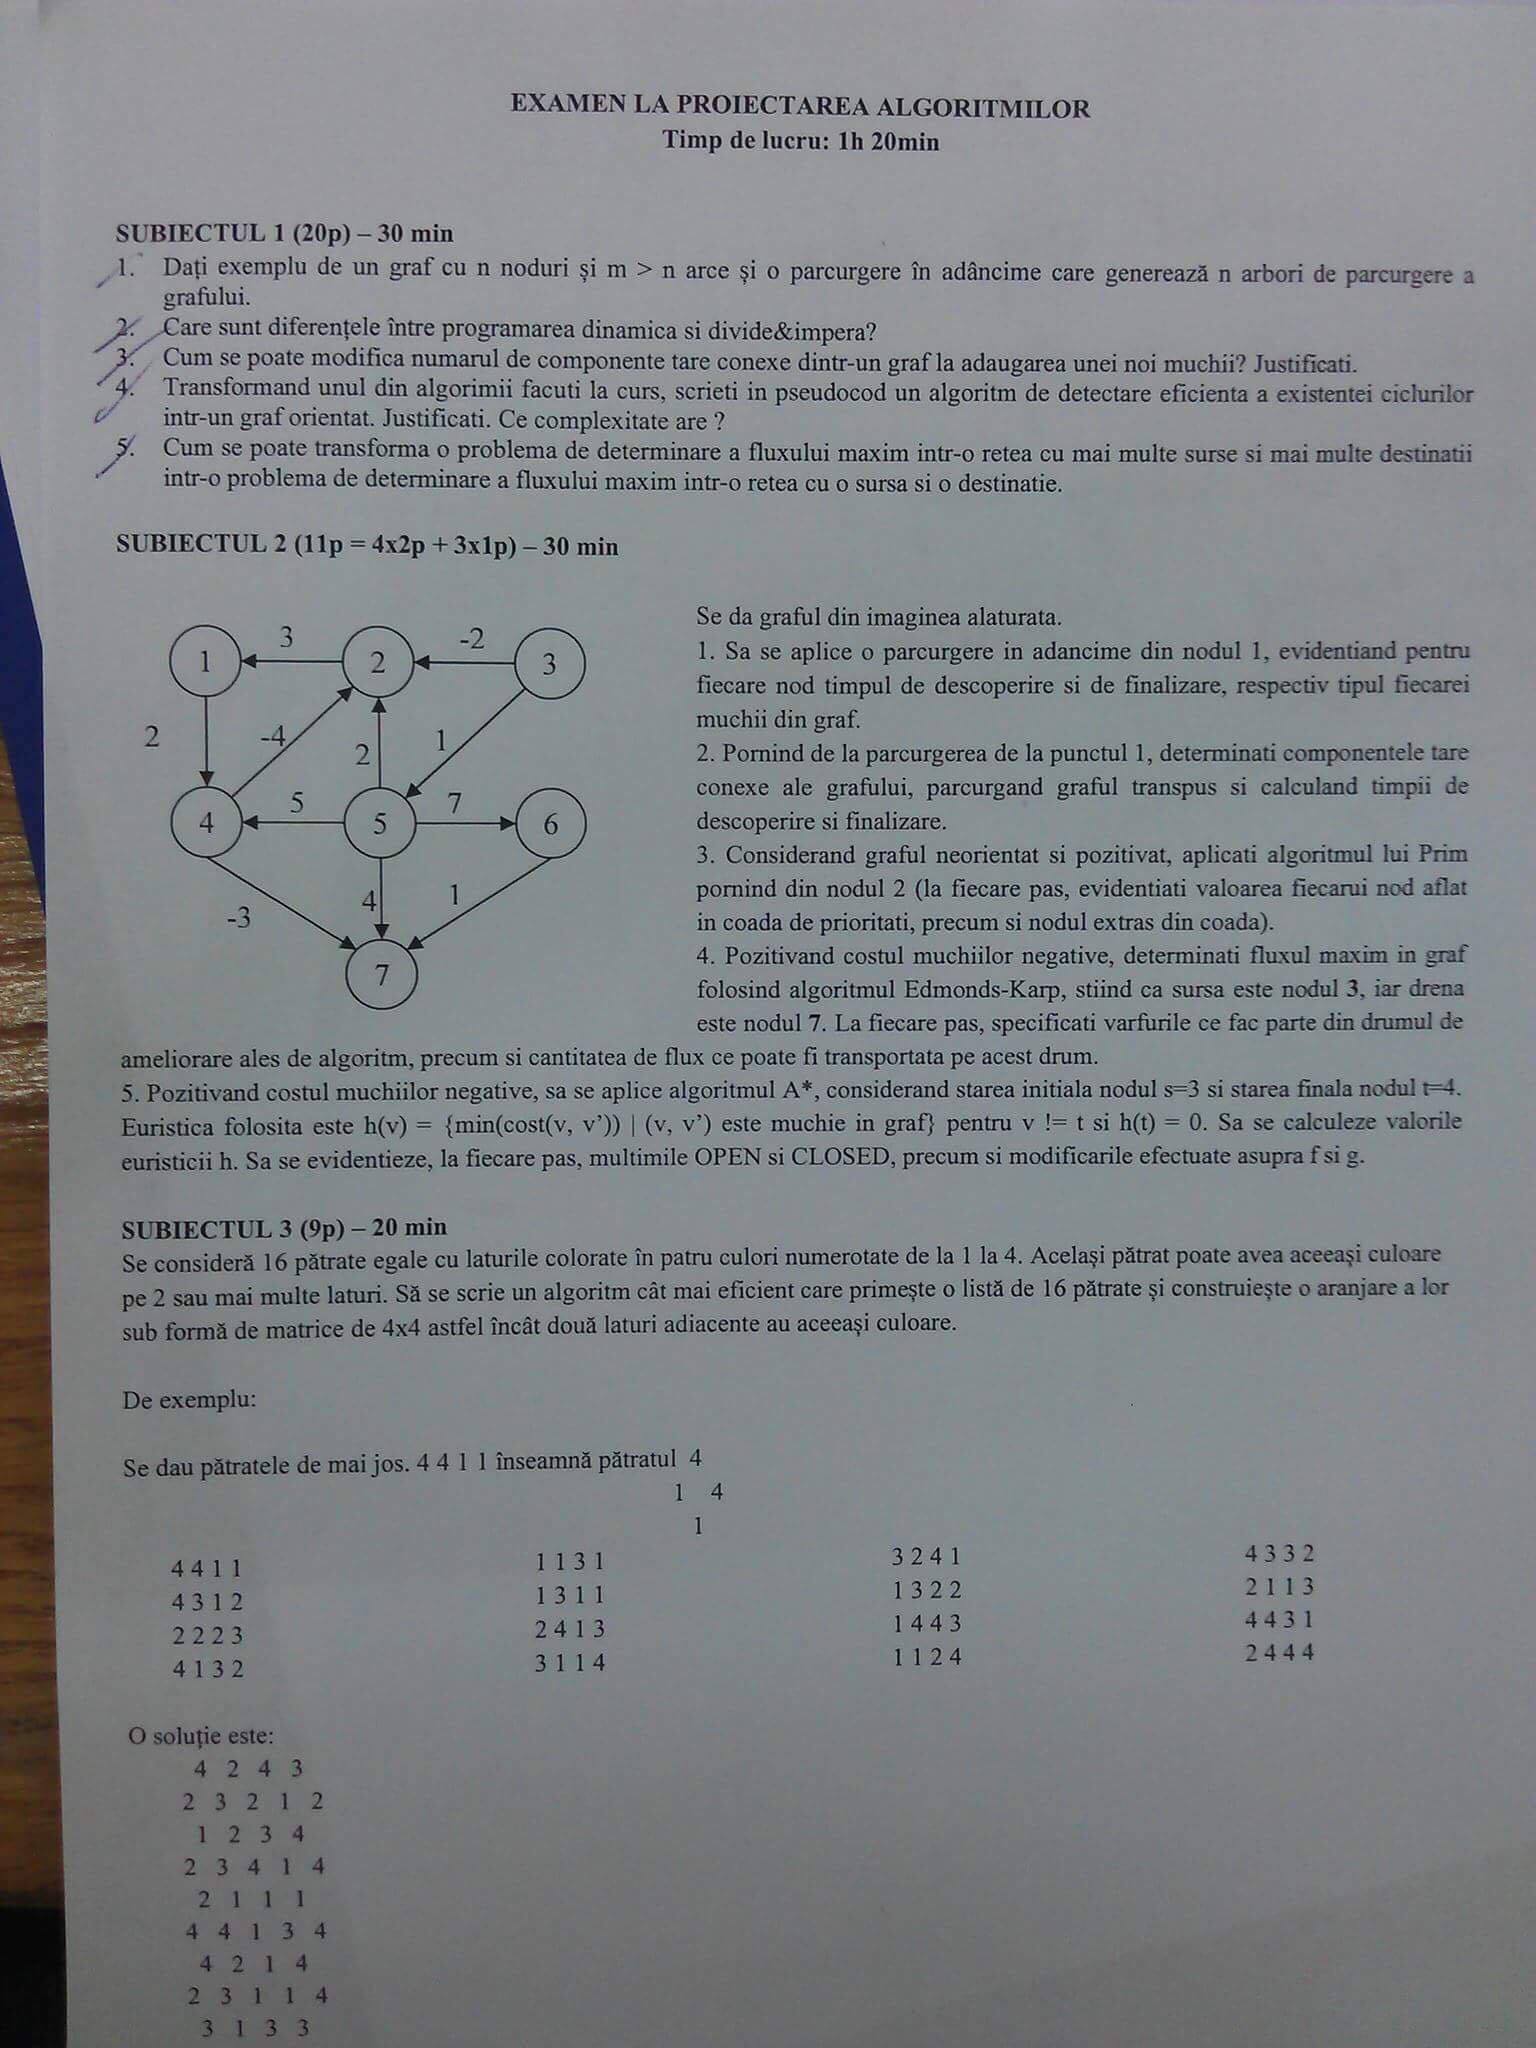 EXAMEN LA PROIECTAREA ALGORITMILOR
Timp de lucru: 1h 20min
SUBIECTUL 1 (20p) – 30 min
1. Dați exemplu de un graf cu n noduri și m > n arce și o parcurgere în adâncime care generează n arbori de parcurgere a
grafului.
2. Care sunt diferențele între programarea dinamica si divide&impera?
3. Cum se poate modifica numarul de componente tare conexe dintr-un graf la adaugarea unei noi muchii? Justificati.
4. Transformand unul din algorimii facuti la curs, scrieti in pseudocod un algoritm de detectare eficienta a existentei ciclurilor
intr-un graf orientat. Justificati. Ce complexitate are ?
5. Cum se poate transforma o problema de determinare a fluxului maxim intr-o retea cu mai multe surse si mai multe destinatii
intr-o problema de determinare a fluxului maxim intr-o retea cu o sursa si o destinatie.
SUBIECTUL 2 (11p = 4x2p + 3x1p) – 30 min
3 -2
1 2 3
2 -4 2 1
5 7
4 5 6
-3 4 1
7
Se da graful din imaginea alaturata.
1. Sa se aplice o parcurgere in adancime din nodul 1, evidentiand pentru
fiecare nod timpul de descoperire si de finalizare, respectiv tipul fiecarei
muchii din graf.
2. Pornind de la parcurgerea de la punctul 1, determinati componentele tare
conexe ale grafului, parcurgand graful transpus si calculand timpii de
descoperire si finalizare.
3. Considerand graful neorientat si pozitivat, aplicati algoritmul lui Prim
pornind din nodul 2 (la fiecare pas, evidentiati valoarea fiecarui nod aflat
in coada de prioritati, precum si nodul extras din coada).
4. Pozitivand costul muchiilor negative, determinati fluxul maxim in graf
folosind algoritmul Edmonds-Karp, stiind ca sursa este nodul 3, iar drena
este nodul 7. La fiecare pas, specificati varfurile ce fac parte din drumul de
ameliorare ales de algoritm, precum si cantitatea de flux ce poate fi transportata pe acest drum.
5. Pozitivand costul muchiilor negative, sa se aplice algoritmul A*, considerand starea initiala nodul s=3 si starea finala nodul t=4.
Euristica folosita este h(v) = {min(cost(v, v’)) | (v, v’) este muchie in graf} pentru v != t si h(t) = 0. Sa se calculeze valorile
euristicii h. Sa se evidentieze, la fiecare pas, multimile OPEN si CLOSED, precum si modificarile efectuate asupra f si g.
SUBIECTUL 3 (9p) – 20 min
Se consideră 16 pătrate egale cu laturile colorate în patru culori numerotate de la 1 la 4. Același pătrat poate avea aceeași culoare
pe 2 sau mai multe laturi. Să se scrie un algoritm cât mai eficient care primește o listă de 16 pătrate și construiește o aranjare a lor
sub formă de matrice de 4x4 astfel încât două laturi adiacente au aceeași culoare.
De exemplu:
Se dau pătratele de mai jos. 4 4 1 1 înseamnă pătratul 4
1 4
1
4 4 1 1 1 1 3 1 3 2 4 1 4 3 3 2
4 3 1 2 1 3 1 1 1 3 2 2 2 1 1 3
2 2 2 3 2 4 1 3 1 4 4 3 4 4 3 1
4 1 3 2 3 1 1 4 1 1 2 4 2 4 4 4
O soluție este:
4 2 4 3
2 3 2 1 2
1 2 3 4
2 3 4 1 4
2 1 1 1
4 4 1 3 4
4 2 1 4
2 3 1 1 4
3 1 3 3